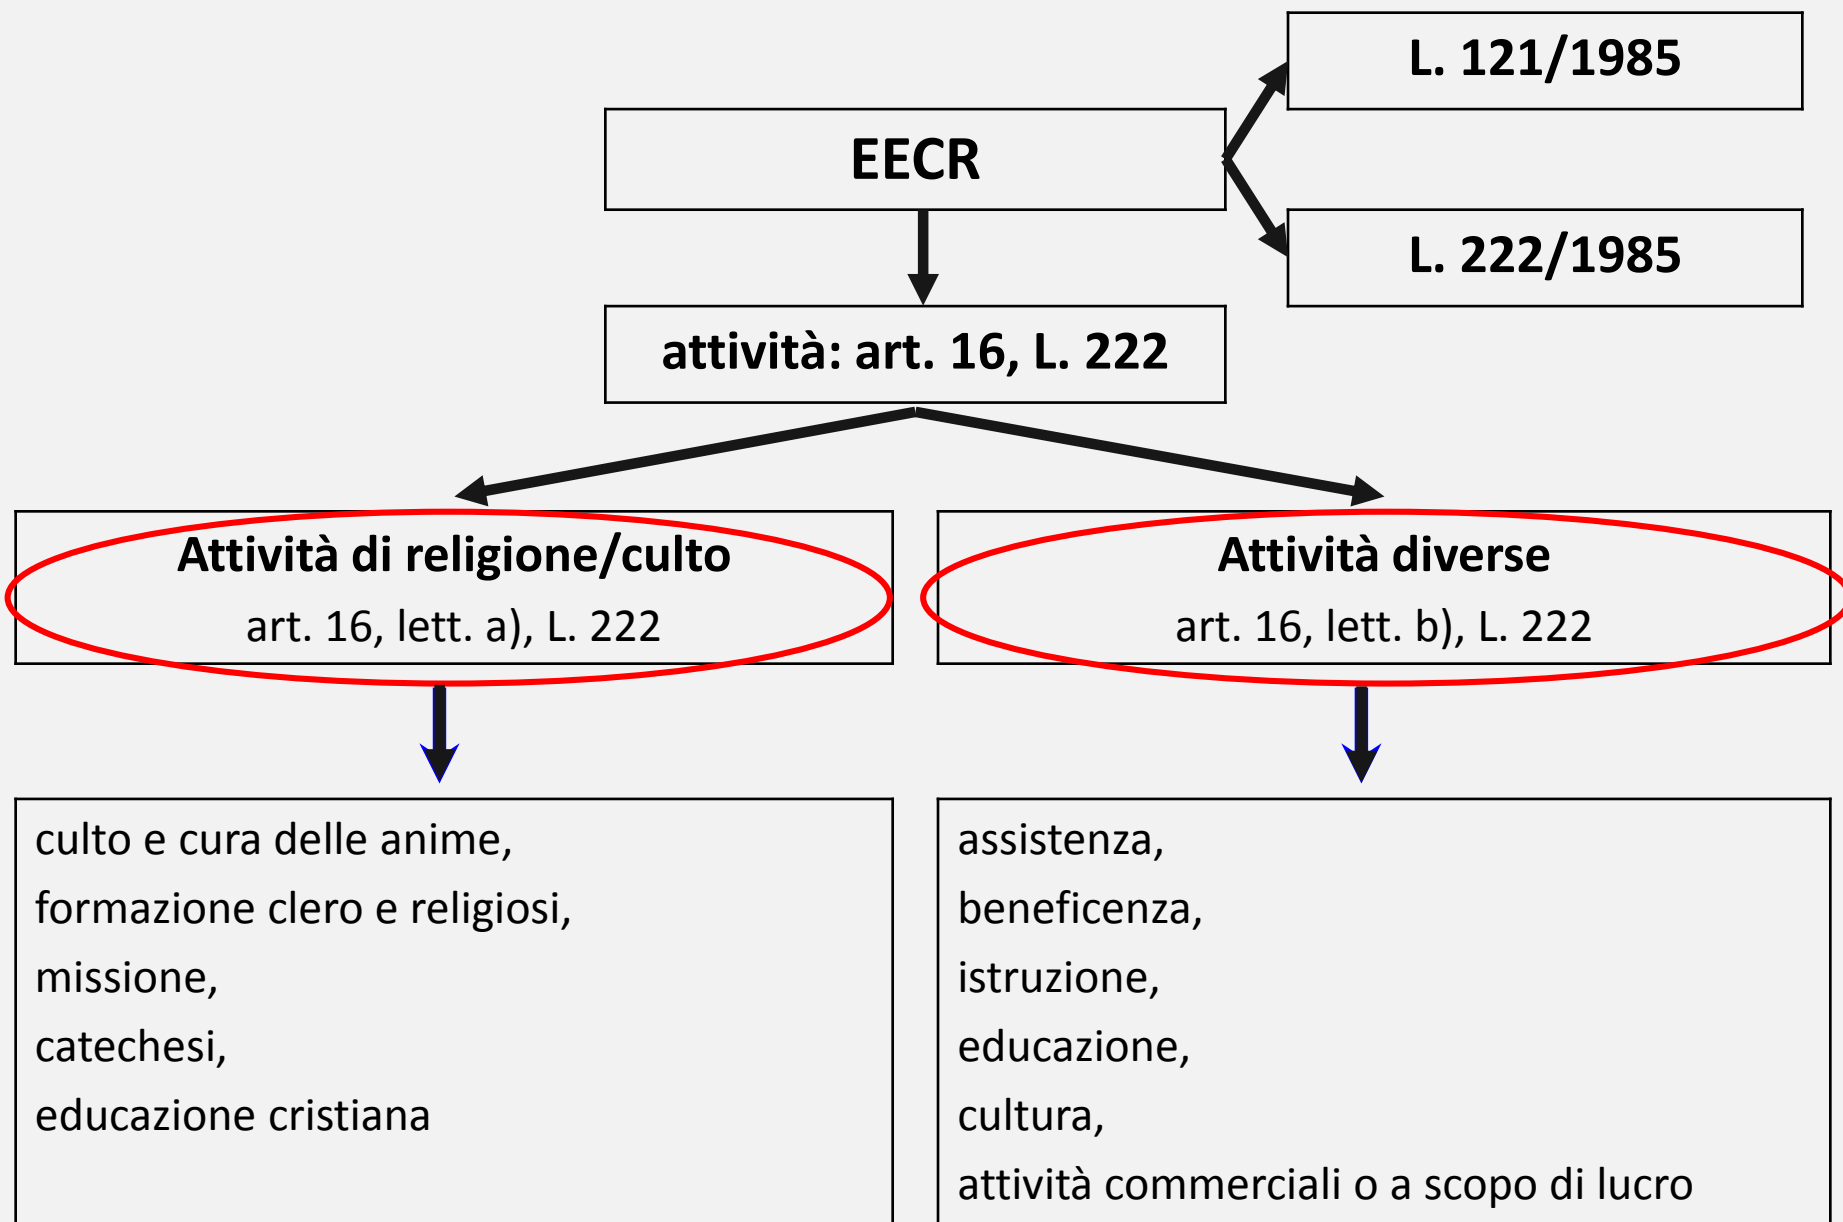 L. 121/1985
EECR
L. 222/1985
attività: art. 16, L. 222
Attività di religione/culto
art. 16, lett. a), L. 222
Attività diverse
art. 16, lett. b), L. 222
culto e cura delle anime,
formazione clero e religiosi,
missione,
catechesi,
educazione cristiana
assistenza,
beneficenza,
istruzione,
educazione,
cultura,
attività commerciali o a scopo di lucro